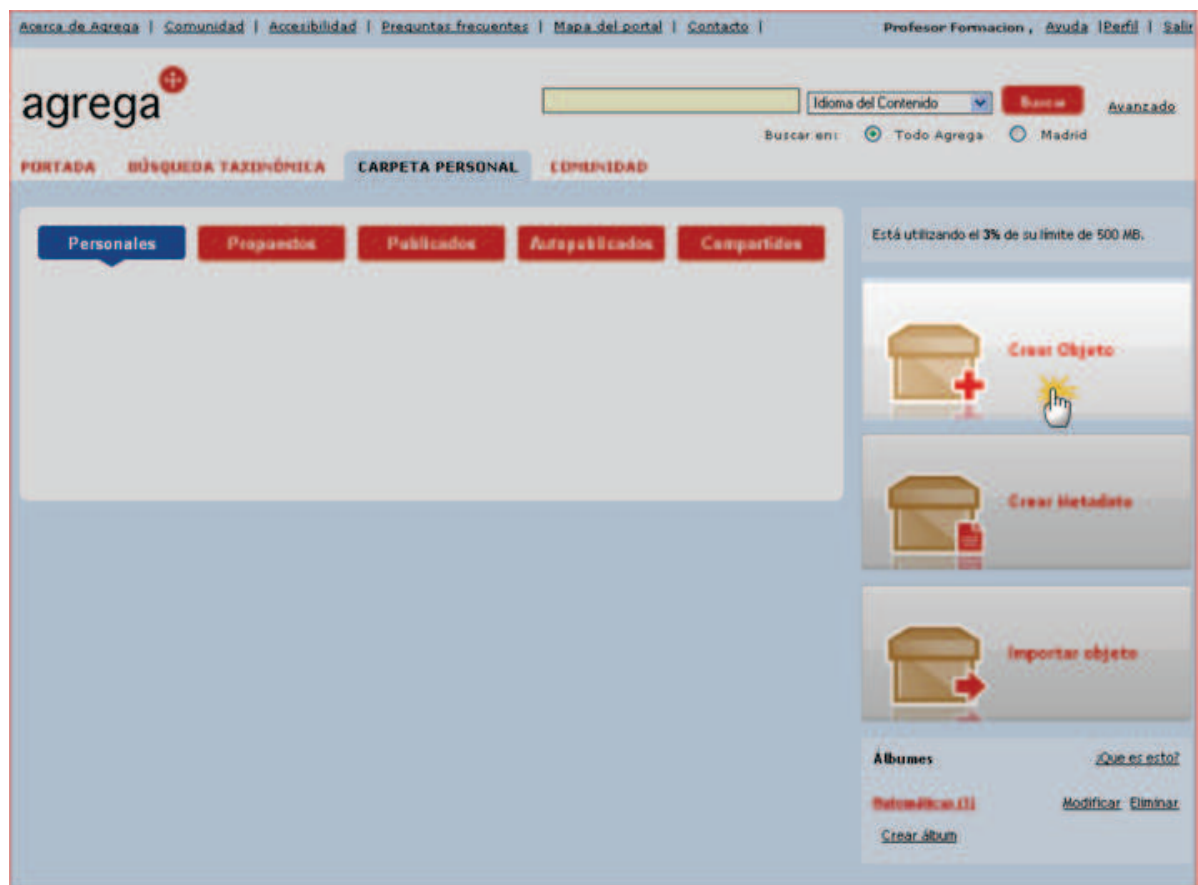 Acerca de Agrega | Comunidad | Accesibilidad | Preguntas frecuentes | Mapa del portal | Contacto | Profesor Formacion , Ayuda |Perfil | Salir
agrega
Idioma del Contenido Buscar Avanzado
Buscar en: Todo Agrega Madrid
PORTADA BÚSQUEDA TAXONÓMICA CARPETA PERSONAL COMUNIDAD
Personales Propuestos Publicados Autopublicados Compartidos
Está utilizando el 3% de su límite de 500 MB.
Crear Objeto
Crear Metadato
Importar objeto
Álbumes ¿Que es esto?
Matemáticas (1) Modificar Eliminar
Crear álbum